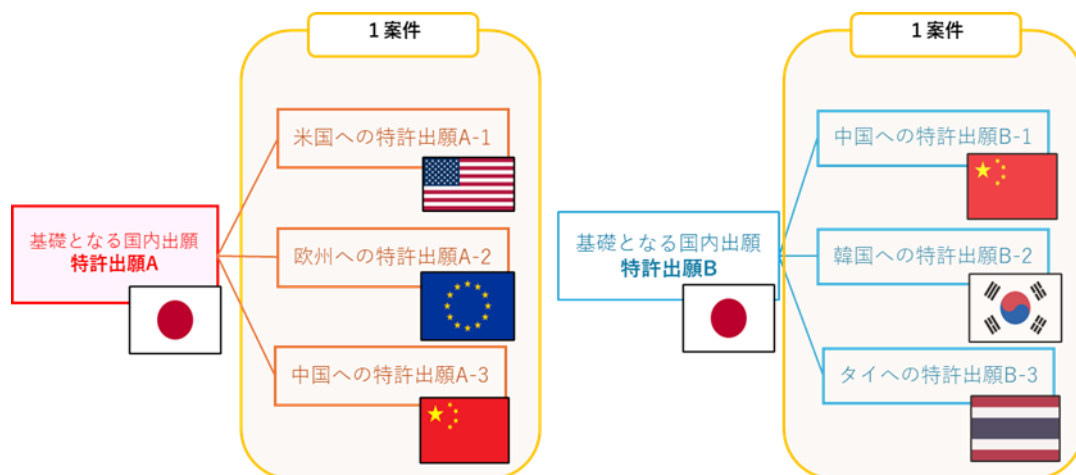 1案件
米国への特許出願A-1
基礎となる国内出願
特許出願A
欧州への特許出願A-2
中国への特許出願A-3
1案件
中国への特許出願B-1
基礎となる国内出願
特許出願B
韓国への特許出願B-2
タイへの特許出願B-3